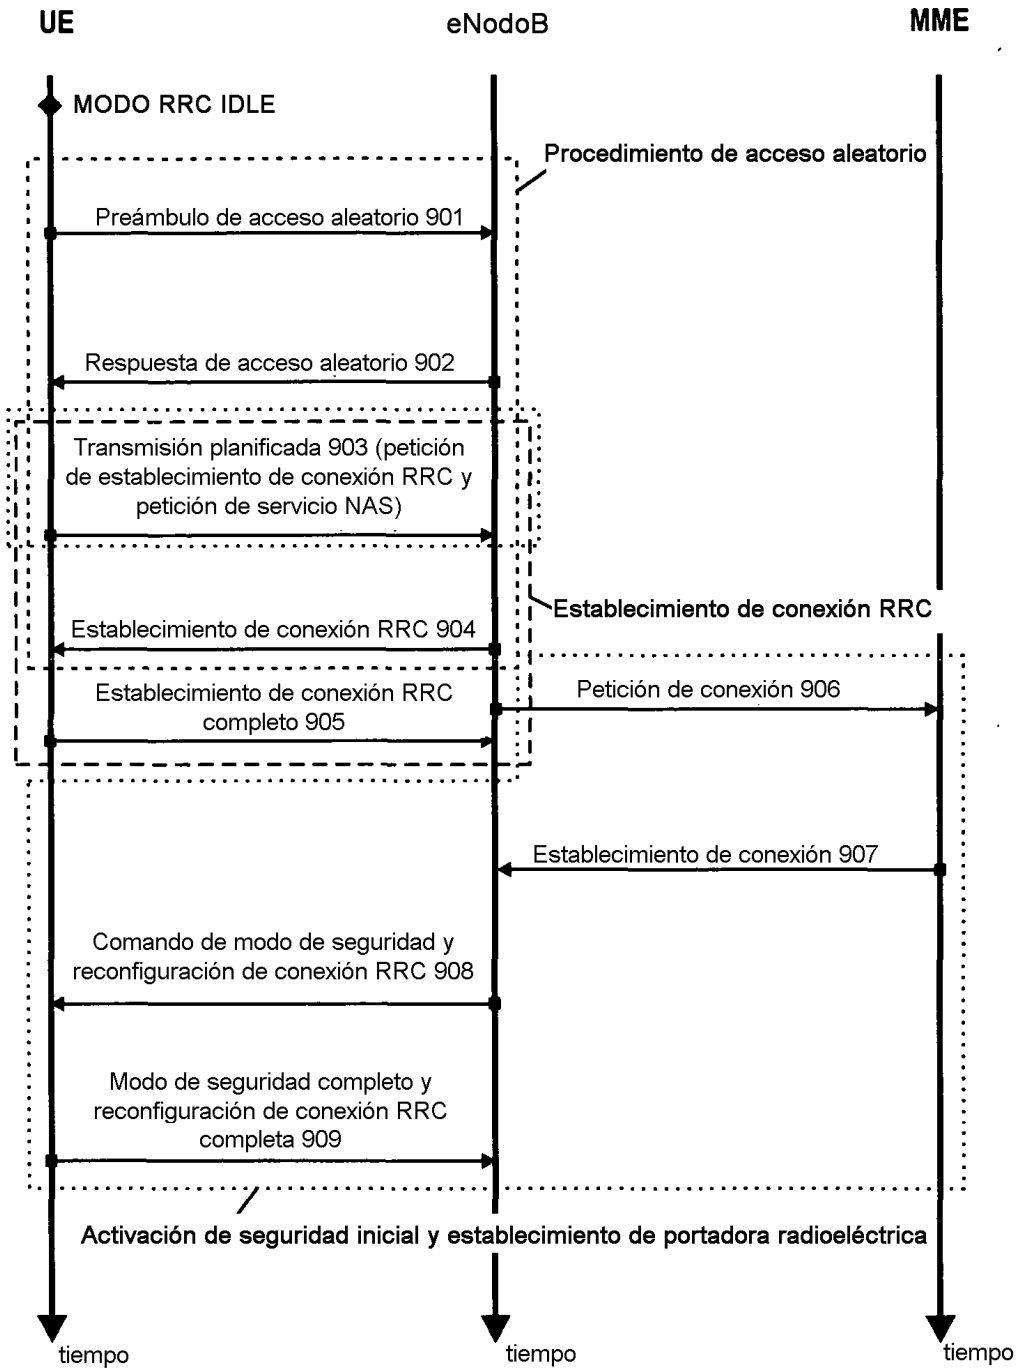 UE
eNodoB
MME
MODO RRC IDLE
Procedimiento de acceso aleatorio
Preámbulo de acceso aleatorio 901
Respuesta de acceso aleatorio 902
Transmisión planificada 903 (petición
de establecimiento de conexión RRC y
petición de servicio NAS)
Establecimiento de conexión RRC
Establecimiento de conexión RRC 904
Establecimiento de conexión RRC
completo 905
Petición de conexión 906
Establecimiento de conexión 907
Comando de modo de seguridad y
reconfiguración de conexión RRC 908
Modo de seguridad completo y
reconfiguración de conexión RRC
completa 909
Activación de seguridad inicial y establecimiento de portadora radioeléctrica
tiempo
tiempo
tiempo